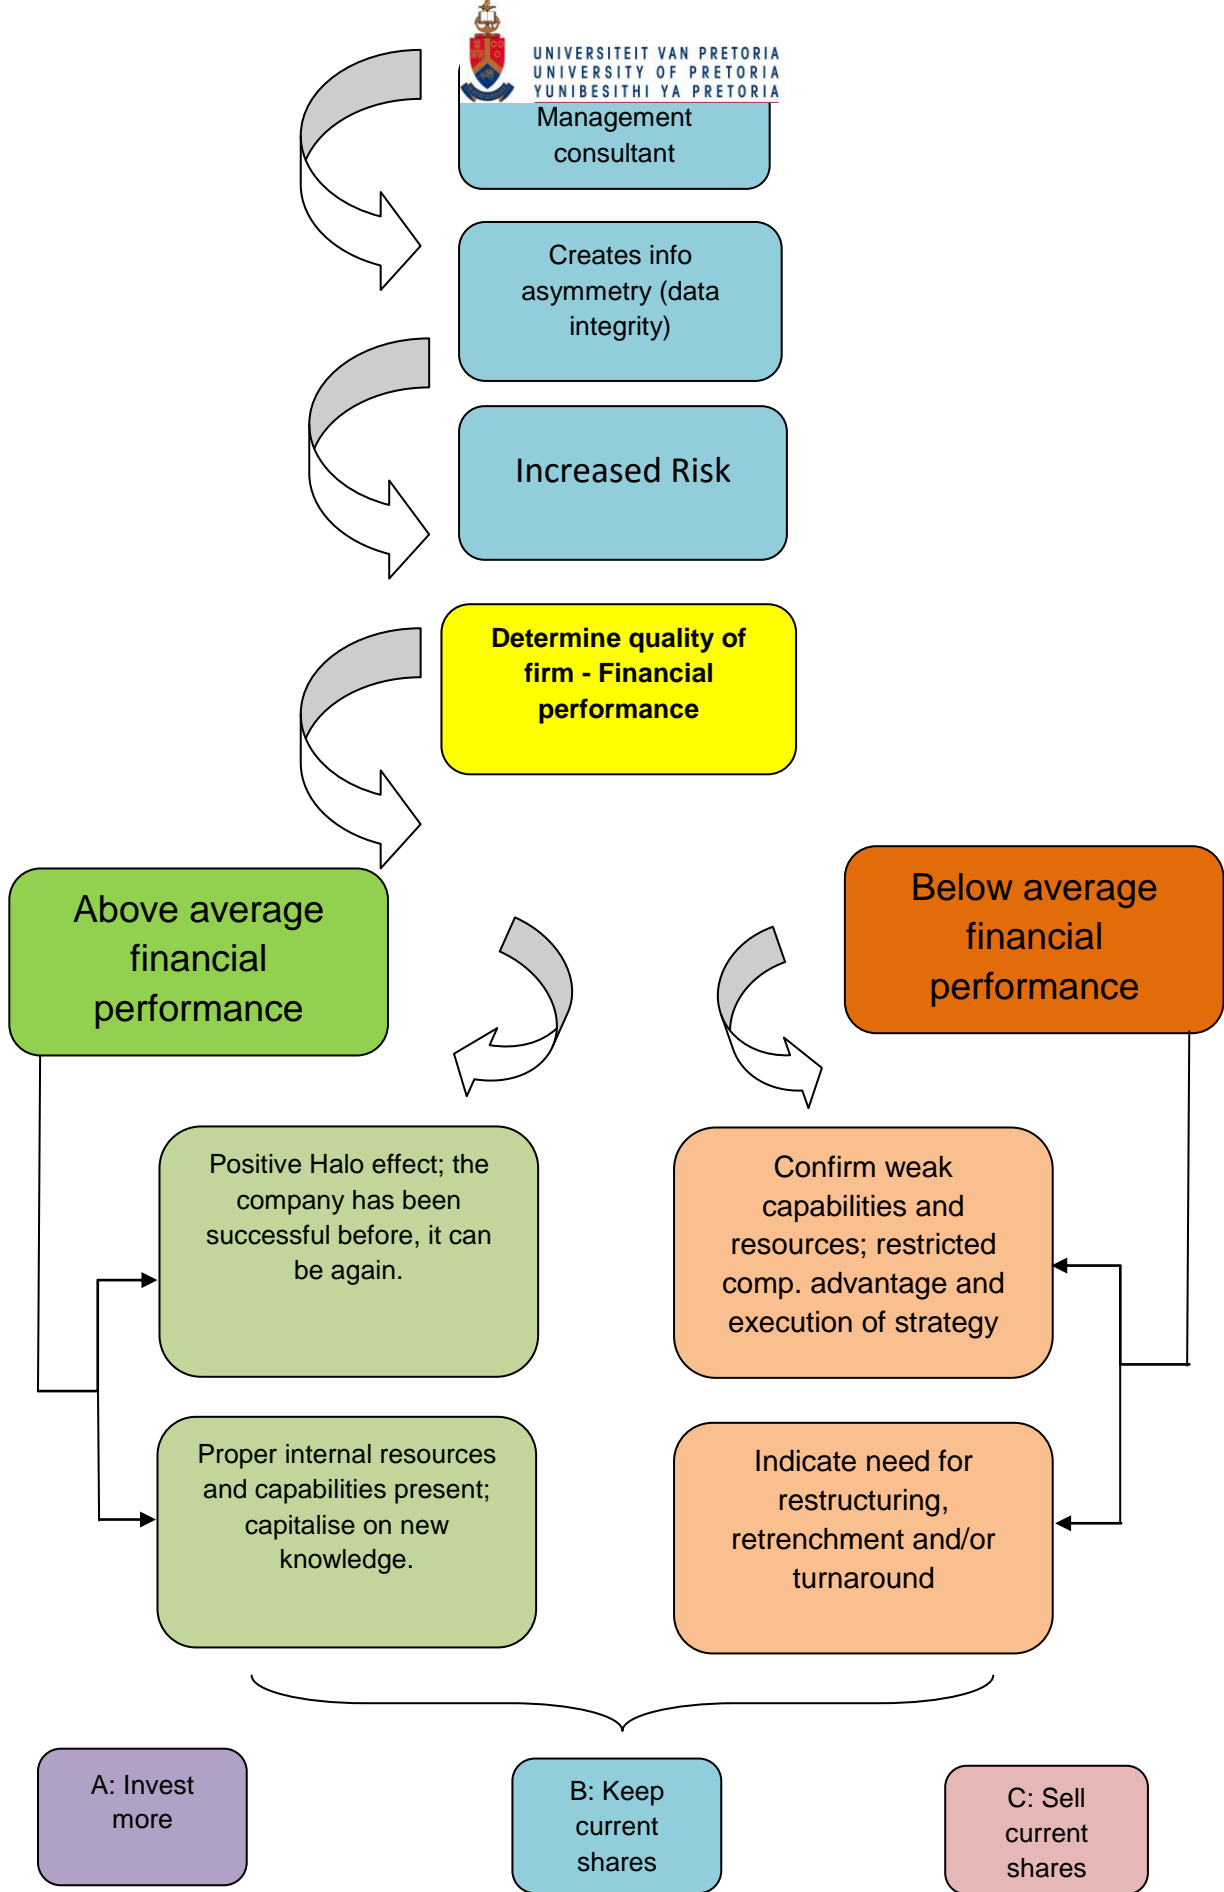 UNIVERSITEIT VAN PRETORIA
UNIVERSITY OF PRETORIA
YUNIBESITHI YA PRETORIA
Management
consultant
Creates info
asymmetry (data
integrity)
Increased Risk
Determine quality of
firm - Financial
performance
Above average
financial
performance
Below average
financial
performance
Positive Halo effect; the
company has been
successful before, it can
be again.
Confirm weak
capabilities and
resources; restricted
comp. advantage and
execution of strategy
Proper internal resources
and capabilities present;
capitalise on new
knowledge.
Indicate need for
restructuring,
retrenchment and/or
turnaround
A: Invest
more
B: Keep
current
shares
C: Sell
current
shares